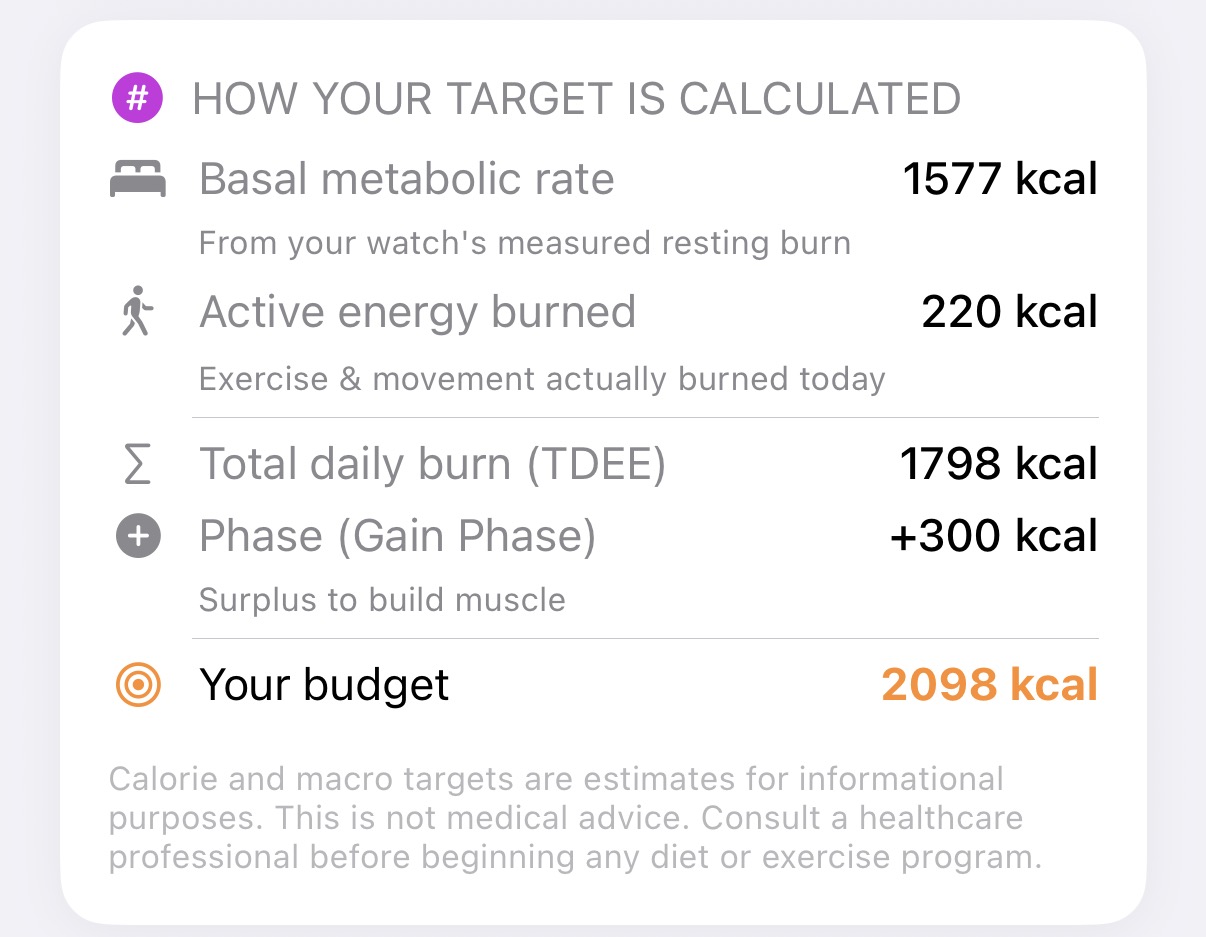 # HOW YOUR TARGET IS CALCULATED
Basal metabolic rate 1577 kcal
From your watch's measured resting burn
Active energy burned 220 kcal
Exercise & movement actually burned today
Σ Total daily burn (TDEE) 1798 kcal
+ Phase (Gain Phase) +300 kcal
Surplus to build muscle
Your budget 2098 kcal
Calorie and macro targets are estimates for informational
purposes. This is not medical advice. Consult a healthcare
professional before beginning any diet or exercise program.